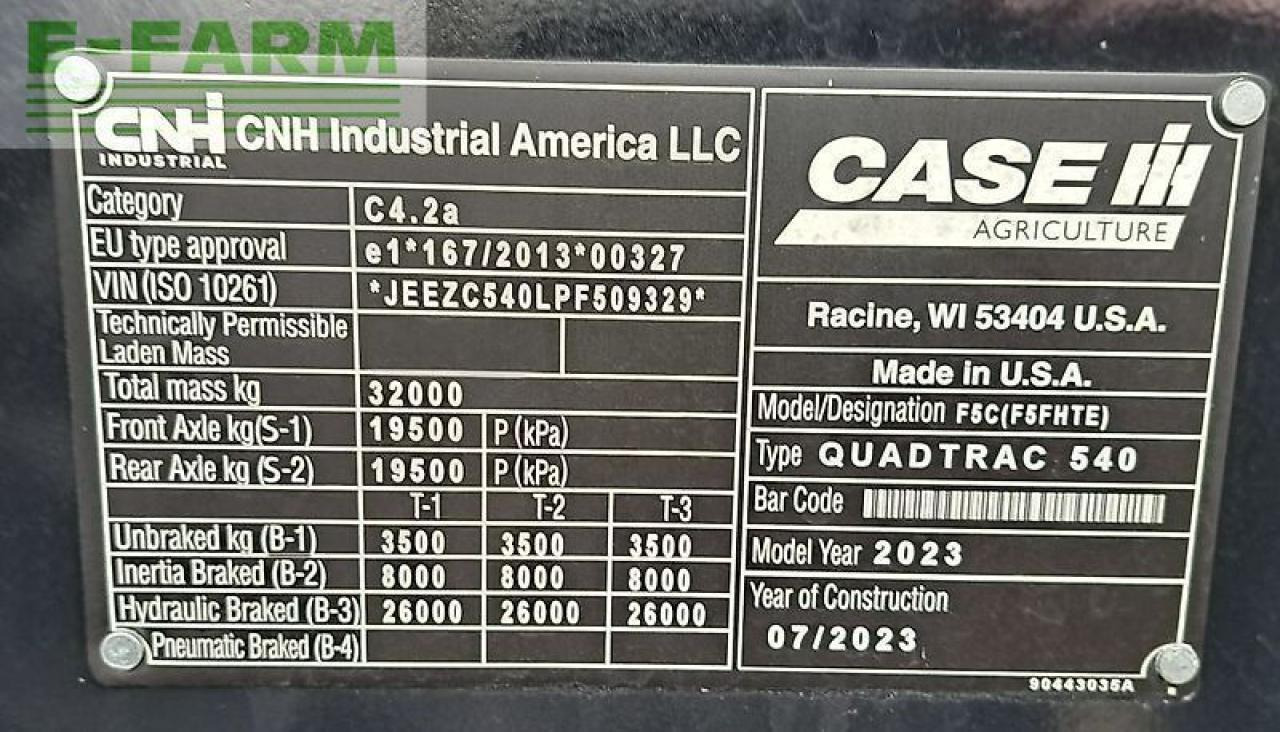 E-FARM
CNH INDUSTRIAL CNH Industrial America LLC
Category C4.2a
EU type approval e1*167/2013*00327
VIN (ISO 10261) *JEEZC540LPF509329*
Technically Permissible
Laden Mass
Total mass kg 32000
Front Axle kg(S-1) 19500 P (kPa)
Rear Axle kg (S-2) 19500 P (kPa)
T-1 T-2 T-3
Unbraked kg (B-1) 3500 3500 3500
Inertia Braked (B-2) 8000 8000 8000
Hydraulic Braked (B-3) 26000 26000 26000
Pneumatic Braked (B-4)
CASE IH
AGRICULTURE
Racine, WI 53404 U.S.A.
Made in U.S.A.
Model/Designation F5C(F5FHTE)
Type QUADTRAC 540
Bar Code
Model Year 2023
Year of Construction
07/2023
90443035A